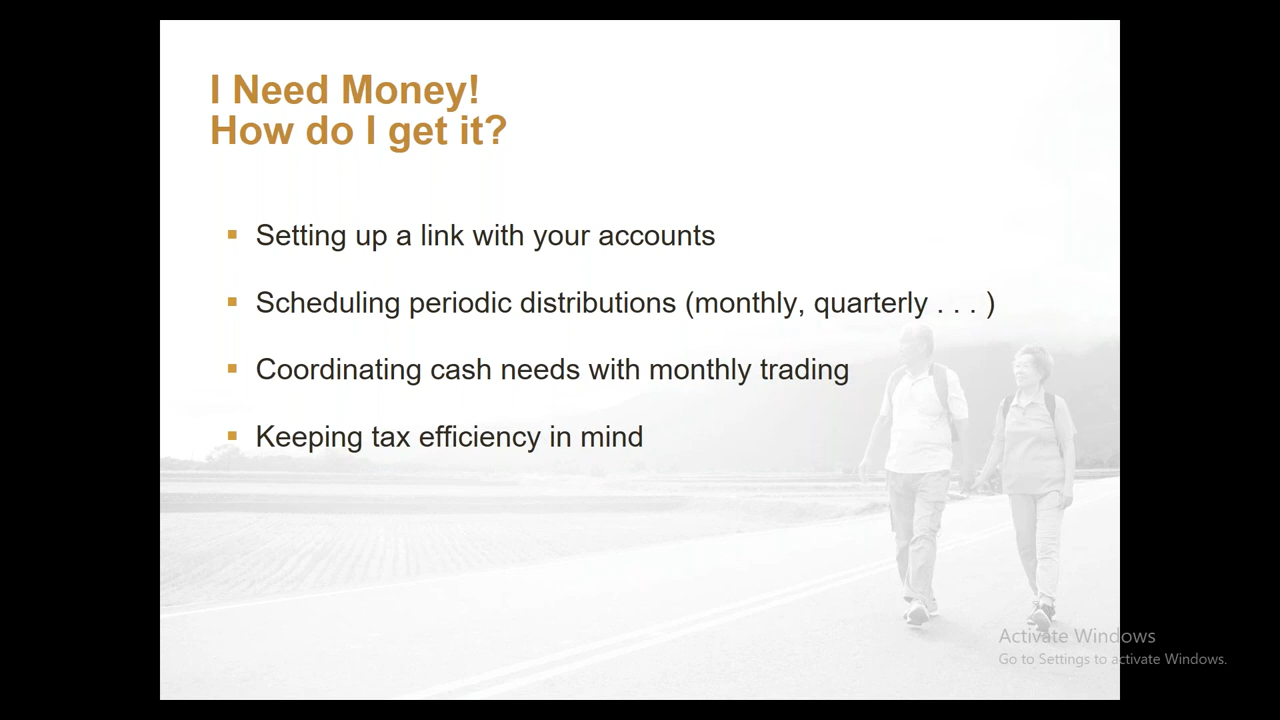 I Need Money!
How do I get it?
▪ Setting up a link with your accounts
▪ Scheduling periodic distributions (monthly, quarterly . . . )
▪ Coordinating cash needs with monthly trading
▪ Keeping tax efficiency in mind
Activate Windows
Go to Settings to activate Windows.